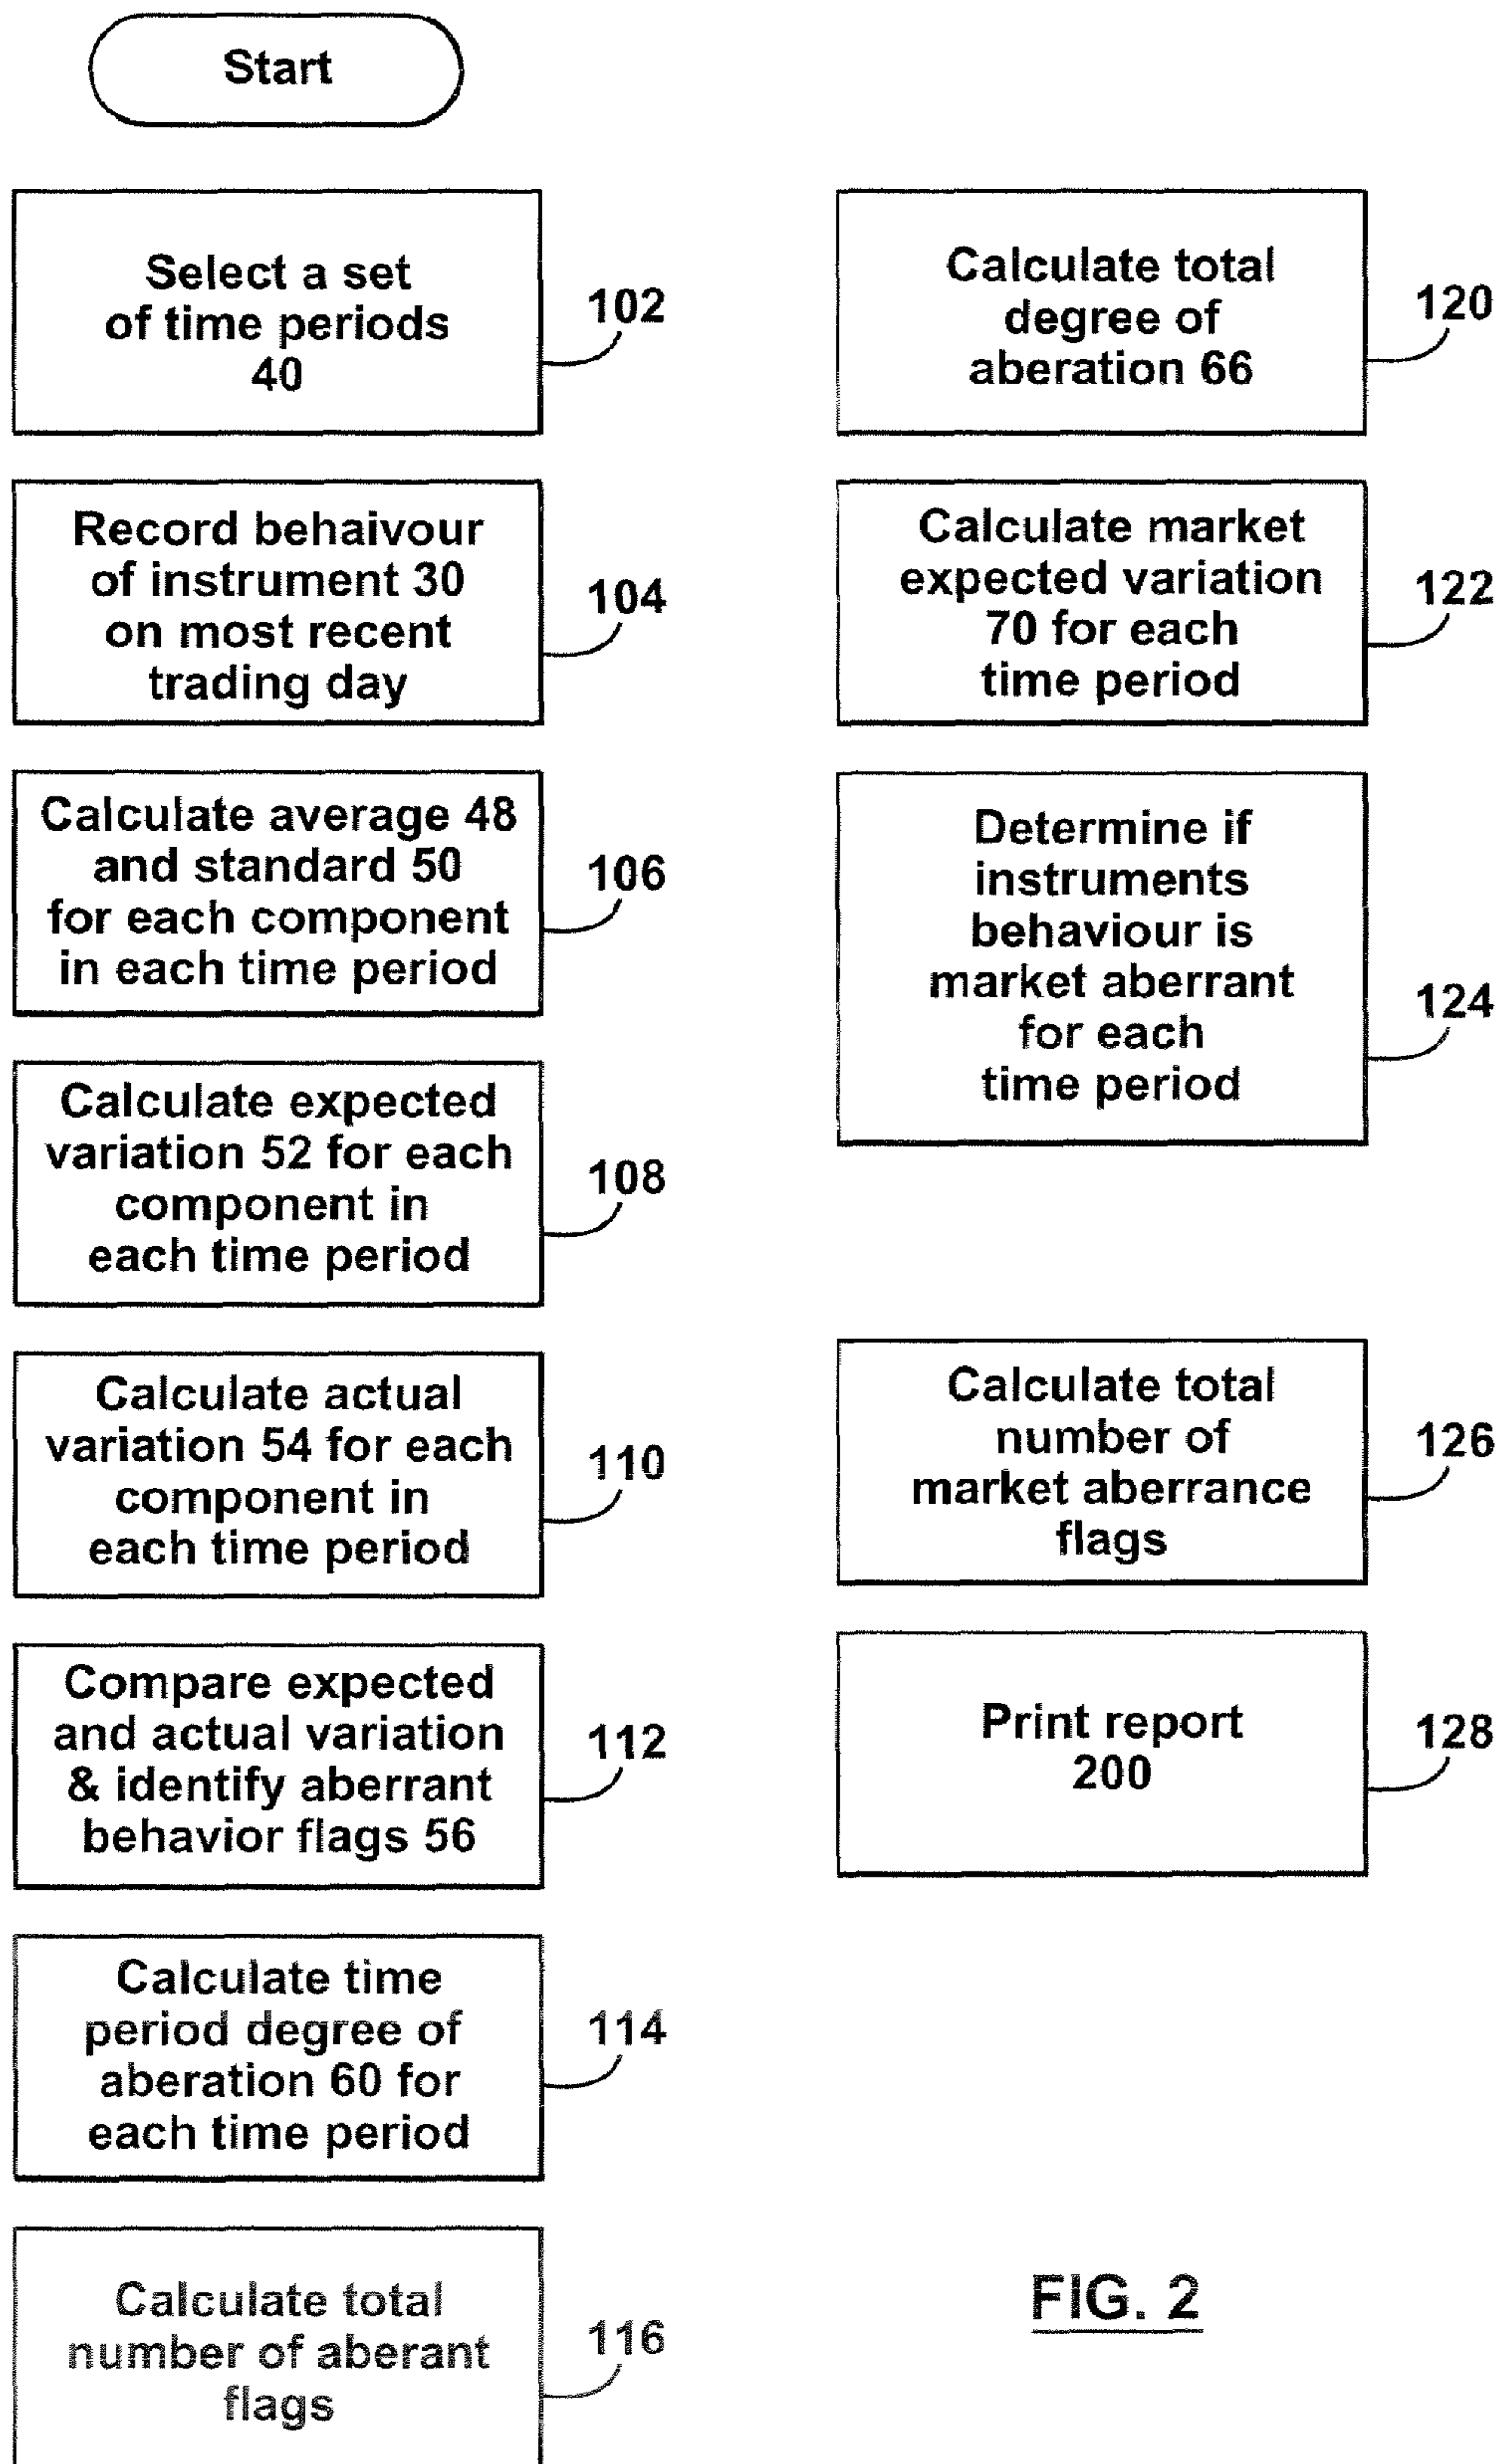 Start
Select a set
of time periods
40
102
Record behaivour
of instrument 30
on most recent
trading day
104
Calculate average 48
and standard 50
for each component
in each time period
106
Calculate expected
variation 52 for each
component in
each time period
108
Calculate actual
variation 54 for each
component in
each time period
110
Compare expected
and actual variation
& identify aberrant
behavior flags 56
112
Calculate time
period degree of
aberation 60 for
each time period
114
Calculate total
number of aberant
flags
116
Calculate total
degree of
aberation 66
120
Calculate market
expected variation
70 for each
time period
122
Determine if
instruments
behaviour is
market aberrant
for each
time period
124
Calculate total
number of
market aberrance
flags
126
Print report
200
128
FIG. 2